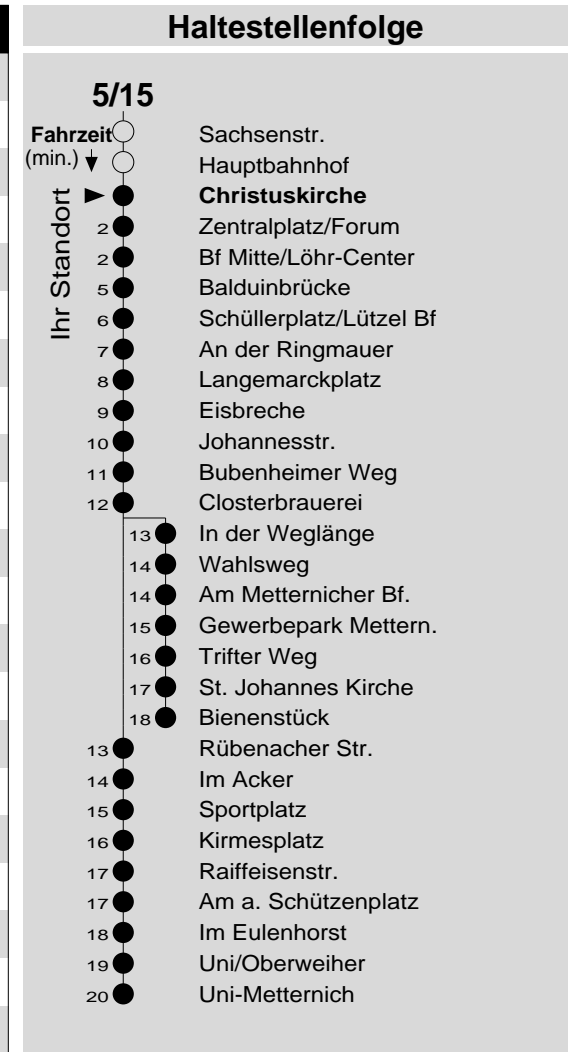 Haltestellenfolge
5/15
Fahrzeit
(min.)
Ihr Standort
Sachsenstr.
Hauptbahnhof
Christuskirche
2 Zentralplatz/Forum
2 Bf Mitte/Löhr-Center
5 Balduinbrücke
6 Schüllerplatz/Lützel Bf
7 An der Ringmauer
8 Langemarckplatz
9 Eisbreche
10 Johannesstr.
11 Bubenheimer Weg
12 Closterbrauerei
13 In der Weglänge
14 Wahlsweg
14 Am Metternicher Bf.
15 Gewerbepark Mettern.
16 Trifter Weg
17 St. Johannes Kirche
18 Bienenstück
13 Rübenacher Str.
14 Im Acker
15 Sportplatz
16 Kirmesplatz
17 Raiffeisenstr.
17 Am a. Schützenplatz
18 Im Eulenhorst
19 Uni/Oberweiher
20 Uni-Metternich